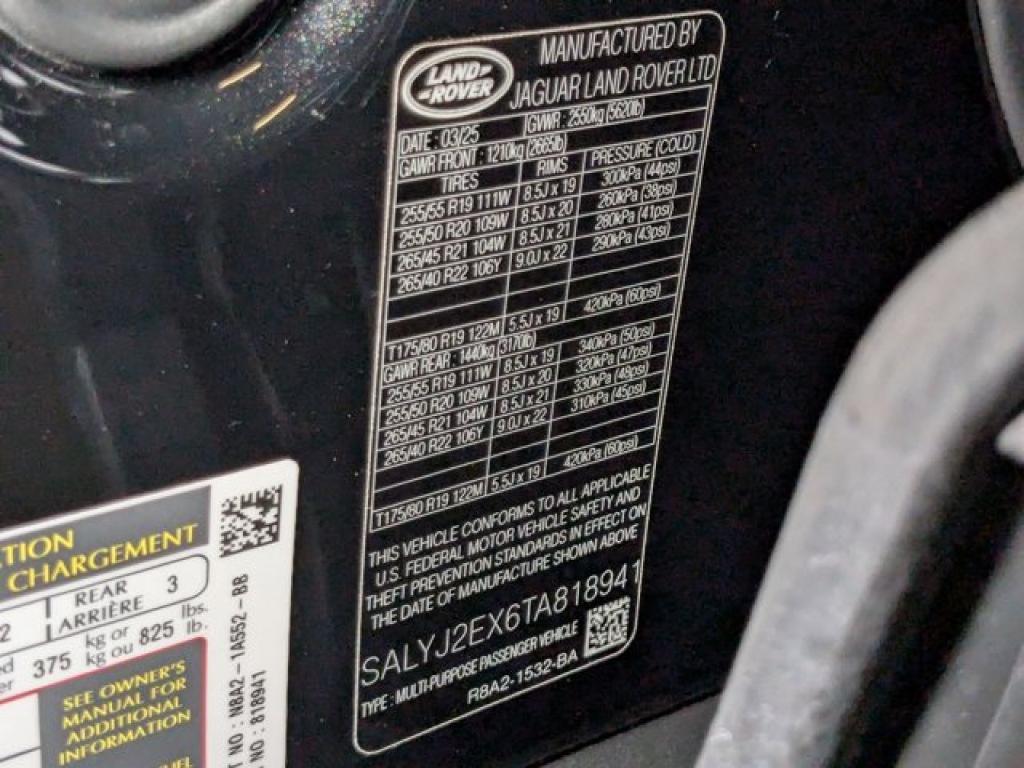 LAND ROVER
MANUFACTURED BY
JAGUAR LAND ROVER LTD
DATE : 03/25 GVWR : 2550kg (5620lb)
GAWR FRONT : 1210kg (2665lb)
TIRES RIMS PRESSURE (COLD)
255/55 R19 111W 8.5J x 19 300kPa (44psi)
255/50 R20 109W 8.5J x 20 260kPa (38psi)
265/45 R21 104W 8.5J x 21 280kPa (41psi)
265/40 R22 106Y 9.0J x 22 290kPa (43psi)
T175/80 R19 122M 5.5J x 19 420kPa (60psi)
GAWR REAR : 1440kg (3170lb)
255/55 R19 111W 8.5J x 19 340kPa (50psi)
255/50 R20 109W 8.5J x 20 320kPa (47psi)
265/45 R21 104W 8.5J x 21 330kPa (48psi)
265/40 R22 106Y 9.0J x 22 310kPa (45psi)
T175/80 R19 122M 5.5J x 19 420kPa (60psi)
THIS VEHICLE CONFORMS TO ALL APPLICABLE
U.S. FEDERAL MOTOR VEHICLE SAFETY AND
THEFT PREVENTION STANDARDS IN EFFECT ON
THE DATE OF MANUFACTURE SHOWN ABOVE
SALYJ2EX6TA818941
TYPE : MULTI-PURPOSE PASSENGER VEHICLE
R8A2-1532-BA
CHARGEMENT
2 REAR 3
ARRIÈRE
375 kg or 825 lbs.
kg ou lb.
SEE OWNER'S
MANUAL FOR
ADDITIONAL
INFORMATION
NO : N8A2-1A552-BB
NO : 818941